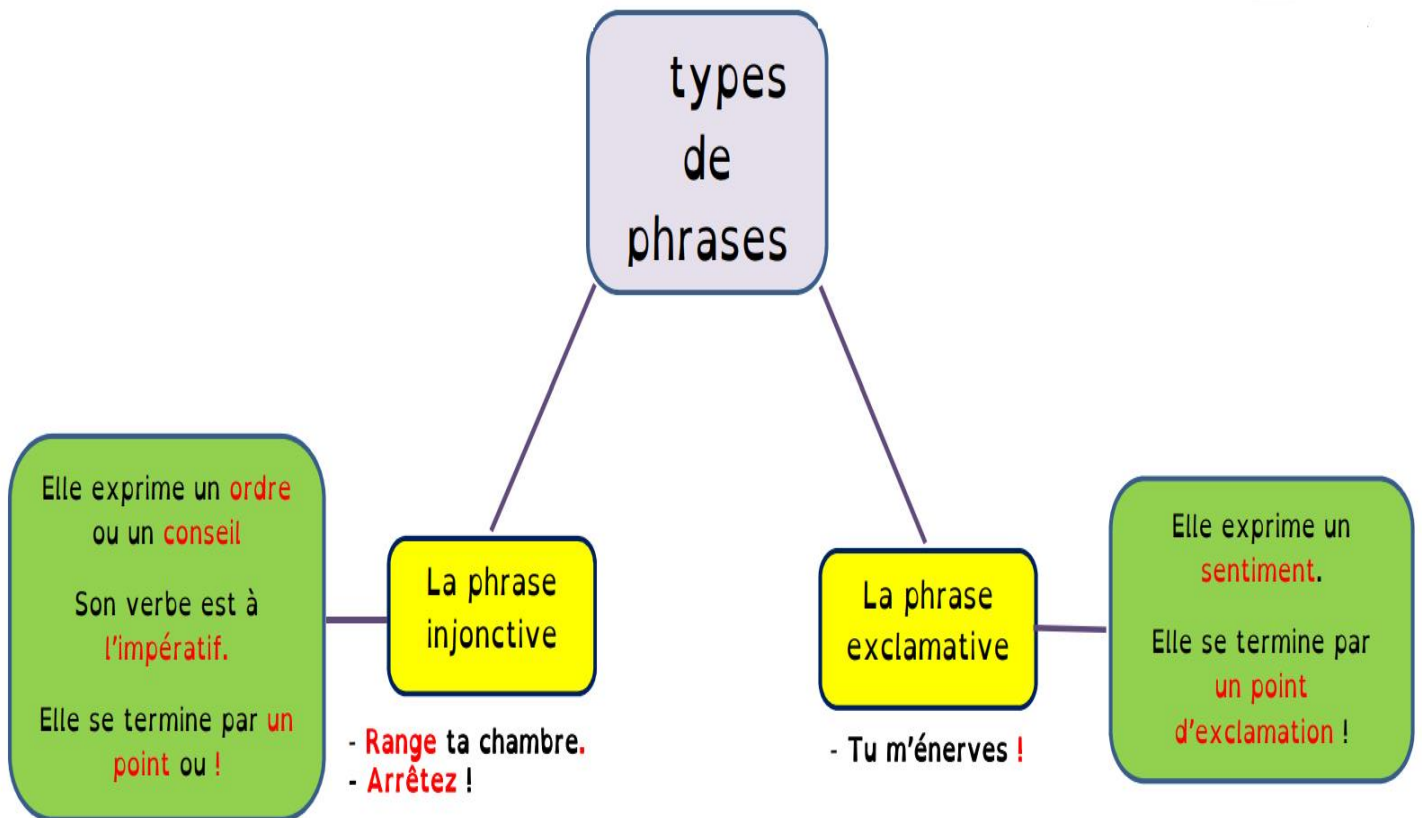 types
de
phrases
Elle exprime un ordre
ou un conseil
Son verbe est à
l'impératif.
Elle se termine par un
point ou !
La phrase
injonctive
- Range ta chambre.
- Arrêtez !
La phrase
exclamative
- Tu m'énerves !
Elle exprime un
sentiment.
Elle se termine par
un point
d'exclamation !